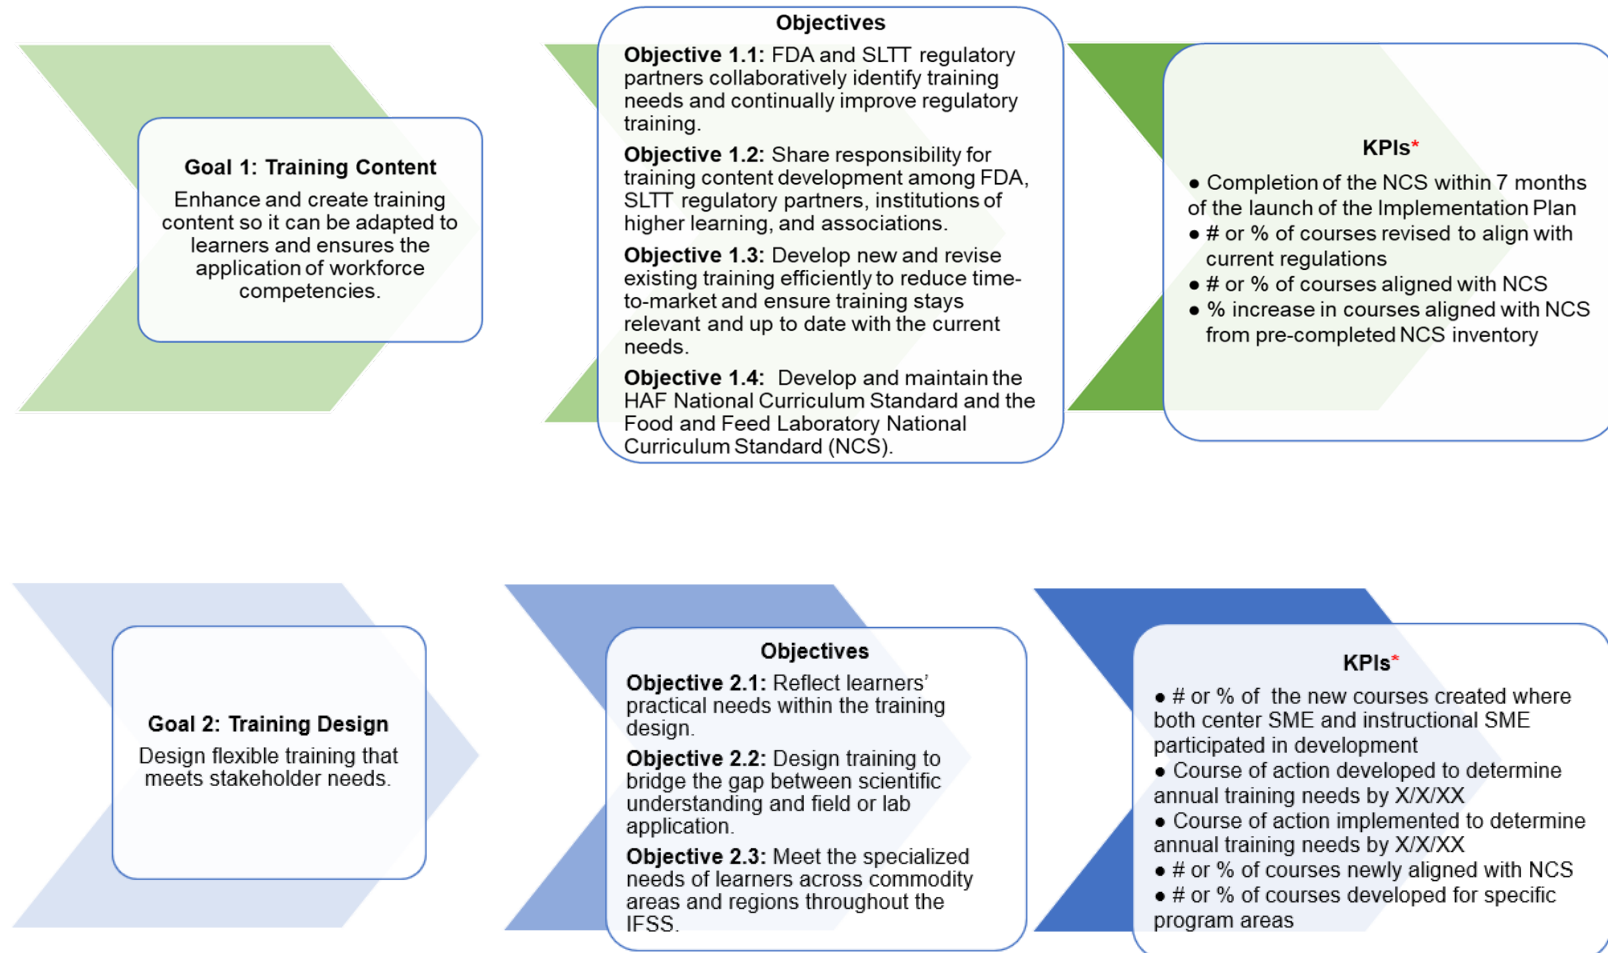 Goal 1: Training Content
Enhance and create training
content so it can be adapted to
learners and ensures the
application of workforce
competencies.
Objectives
Objective 1.1: FDA and SLTT regulatory
partners collaboratively identify training
needs and continually improve regulatory
training.
Objective 1.2: Share responsibility for
training content development among FDA,
SLTT regulatory partners, institutions of
higher learning, and associations.
Objective 1.3: Develop new and revise
existing training efficiently to reduce time-
to-market and ensure training stays
relevant and up to date with the current
needs.
Objective 1.4: Develop and maintain the
HAF National Curriculum Standard and the
Food and Feed Laboratory National
Curriculum Standard (NCS).
KPIs*
● Completion of the NCS within 7 months
of the launch of the Implementation Plan
● # or % of courses revised to align with
current regulations
● # or % of courses aligned with NCS
● % increase in courses aligned with NCS
from pre-completed NCS inventory
Goal 2: Training Design
Design flexible training that
meets stakeholder needs.
Objectives
Objective 2.1: Reflect learners’
practical needs within the training
design.
Objective 2.2: Design training to
bridge the gap between scientific
understanding and field or lab
application.
Objective 2.3: Meet the specialized
needs of learners across commodity
areas and regions throughout the
IFSS.
KPIs*
● # or % of the new courses created where
both center SME and instructional SME
participated in development
● Course of action developed to determine
annual training needs by X/X/XX
● Course of action implemented to determine
annual training needs by X/X/XX
● # or % of courses newly aligned with NCS
● # or % of courses developed for specific
program areas